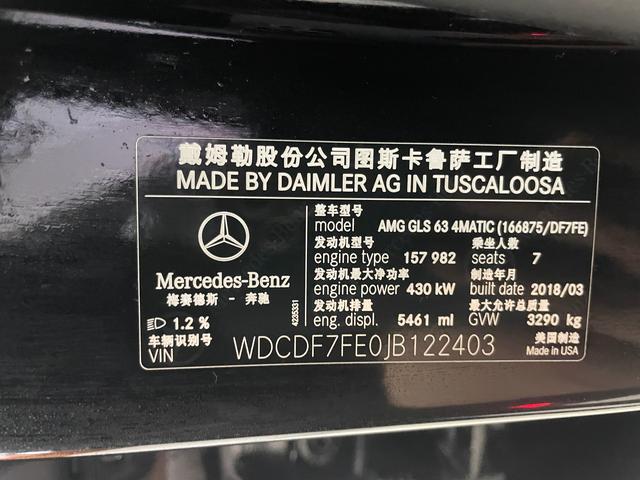 戴姆勒股份公司图斯卡鲁萨工厂制造
MADE BY DAIMLER AG IN TUSCALOOSA
整车型号
model AMG GLS 63 4MATIC (166875/DF7FE)
发动机型号 乘坐人数
engine type 157 982 seats 7
发动机最大净功率 制造年月
engine power 430 kW built date 2018/03
发动机排量 最大允许总质量
eng. displ. 5461 ml GVW 3290 kg
Mercedes-Benz
梅赛德斯 - 奔驰
4235331
1.2 %
车辆识别号
VIN WDCDF7FE0JB122403
美国制造
Made in USA